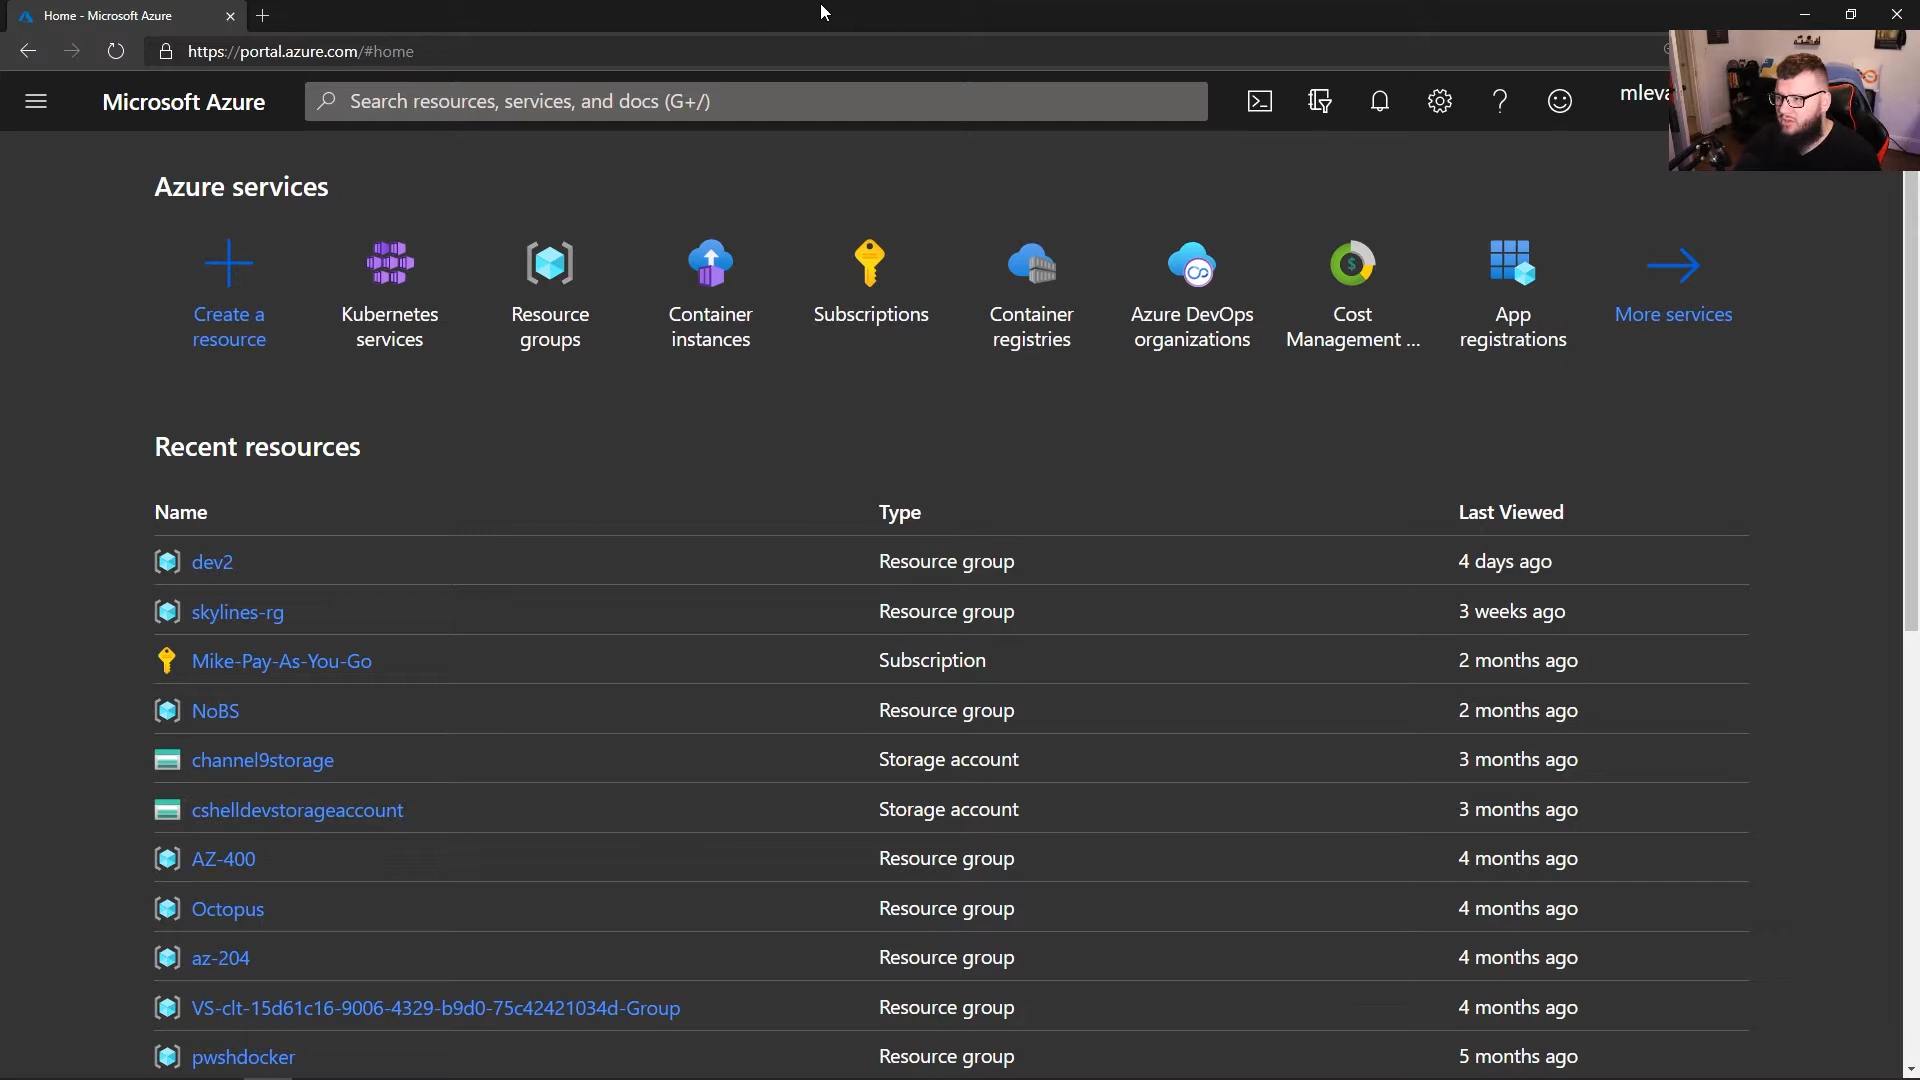 Home - Microsoft Azure
https://portal.azure.com/#home
Microsoft Azure
Search resources, services, and docs (G+/)
Azure services
Create a
resource
Kubernetes
services
Resource
groups
Container
instances
Subscriptions
Container
registries
Azure DevOps
organizations
Cost
Management ...
App
registrations
More services
Recent resources
Name Type Last Viewed
dev2 Resource group 4 days ago
skylines-rg Resource group 3 weeks ago
Mike-Pay-As-You-Go Subscription 2 months ago
NoBS Resource group 2 months ago
channel9storage Storage account 3 months ago
cshelldevstorageaccount Storage account 3 months ago
AZ-400 Resource group 4 months ago
Octopus Resource group 4 months ago
az-204 Resource group 4 months ago
VS-clt-15d61c16-9006-4329-b9d0-75c42421034d-Group Resource group 4 months ago
pwshdocker Resource group 5 months ago